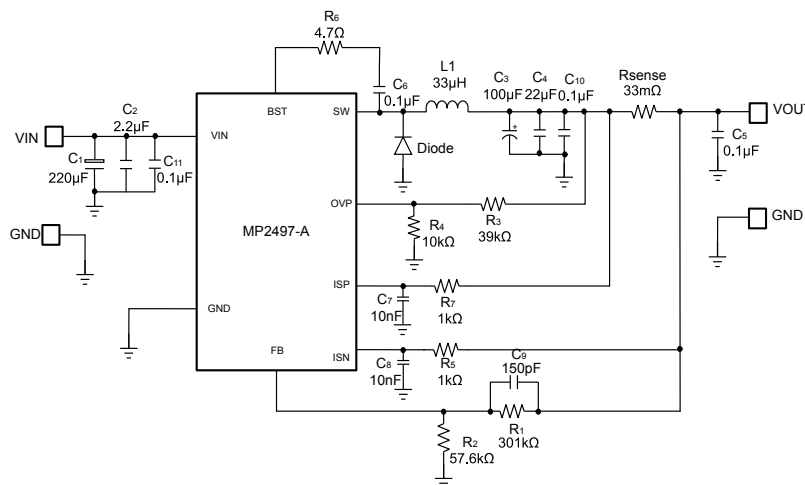 R6
4.7Ω
C6
0.1µF
L1
33µH
C3
100µF
C4
22µF
C10
0.1µF
Rsense
33mΩ
VOUT
C5
0.1µF
BST
SW
VIN
C2
2.2µF
VIN
C1
220µF
C11
0.1µF
Diode
OVP
R4
10kΩ
R3
39kΩ
GND
GND
MP2497-A
ISP
C7
10nF
R7
1kΩ
GND
FB
ISN
C8
10nF
R5
1kΩ
C9
150pF
R2
57.6kΩ
R1
301kΩ